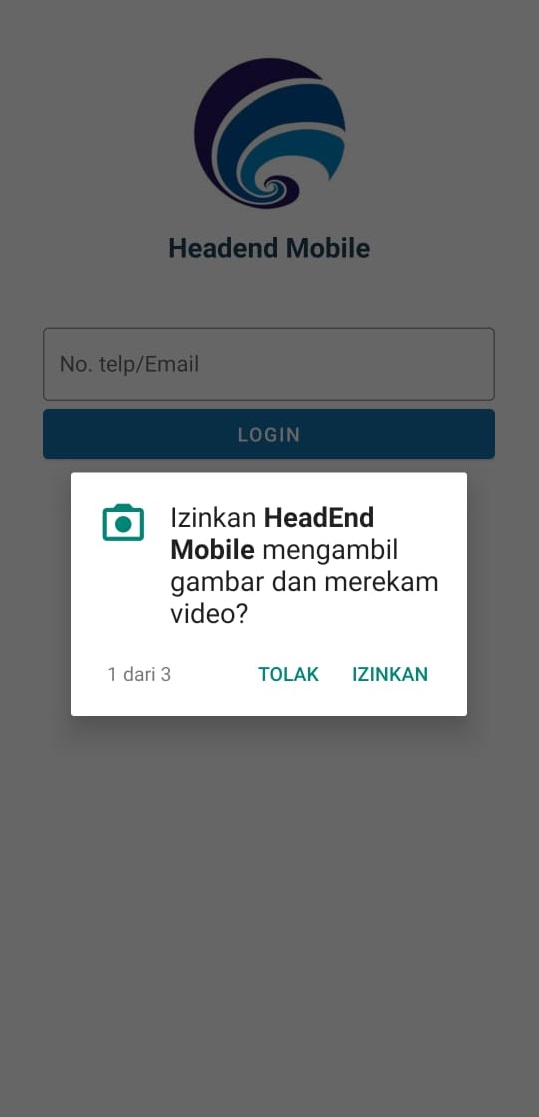 Headend Mobile
No. telp/Email
LOGIN
Izinkan HeadEnd
Mobile mengambil
gambar dan merekam
video?
1 dari 3 TOLAK IZINKAN